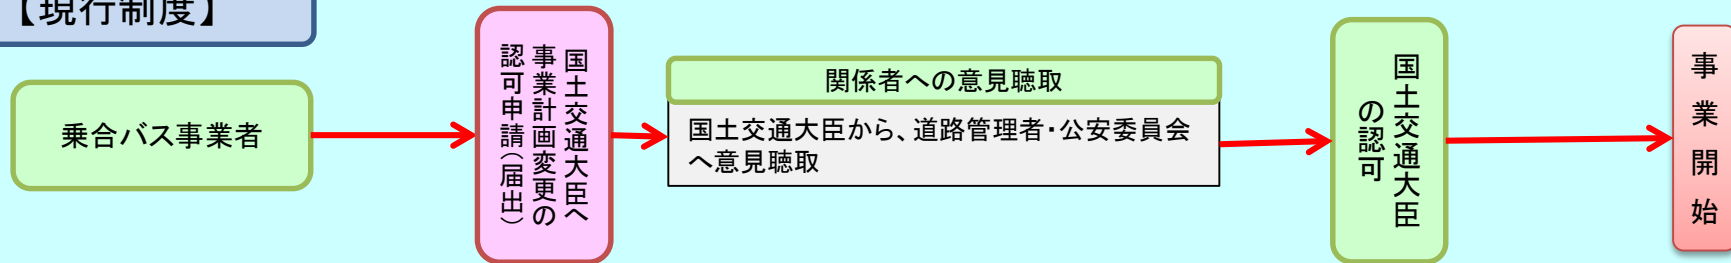 【現行制度】
乗合バス事業者
国土交通大臣へ
事業計画変更の
認可申請（届出）
関係者への意見聴取
国土交通大臣から、道路管理者・公安委員会
へ意見聴取
国土交通大臣
の認可
事業開始